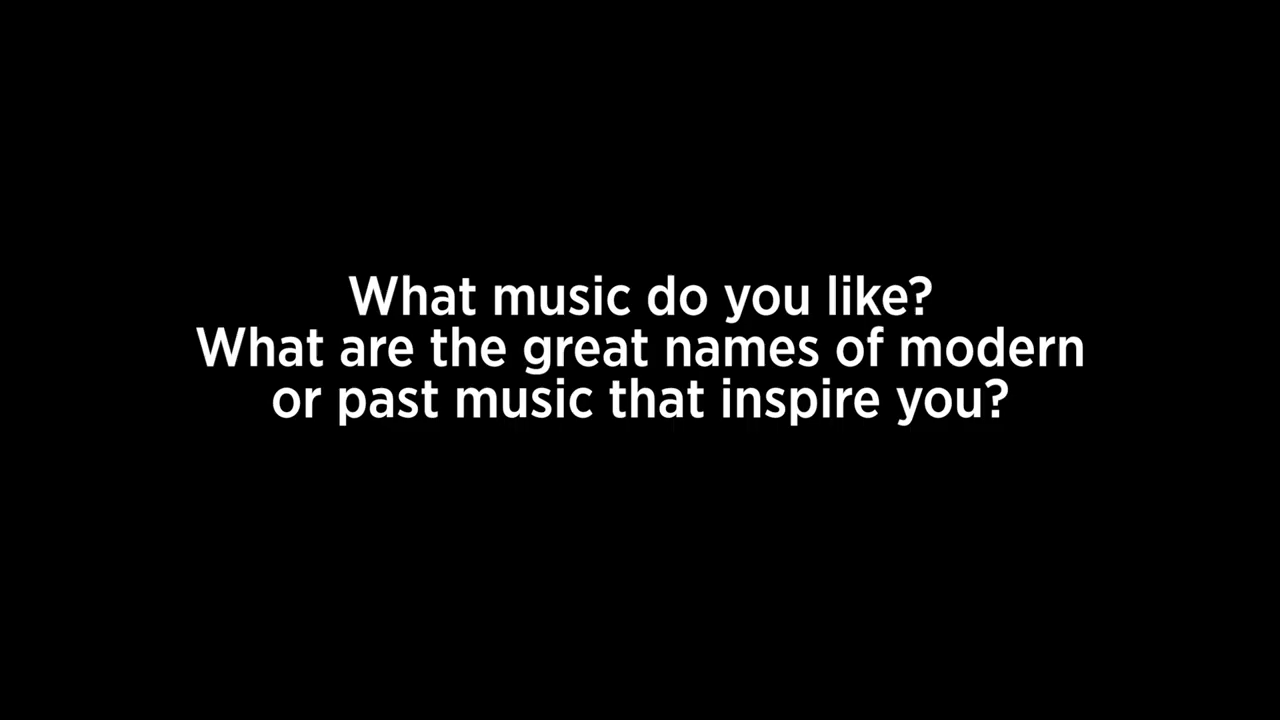 What music do you like?
What are the great names of modern
or past music that inspire you?